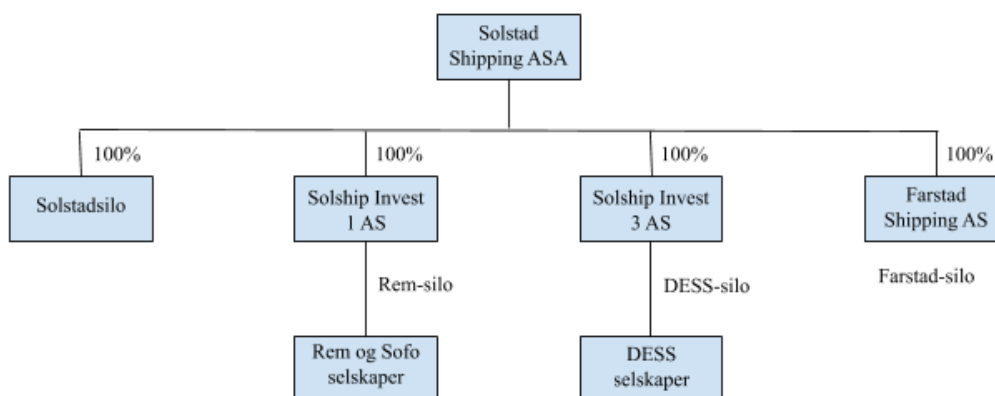 Solstad
Shipping ASA
100%
100%
100%
100%
Solstadsilo
Solship Invest
1 AS
Solship Invest
3 AS
Farstad
Shipping AS
Rem-silo
DESS-silo
Farstad-silo
Rem og Sofo
selskaper
DESS
selskaper